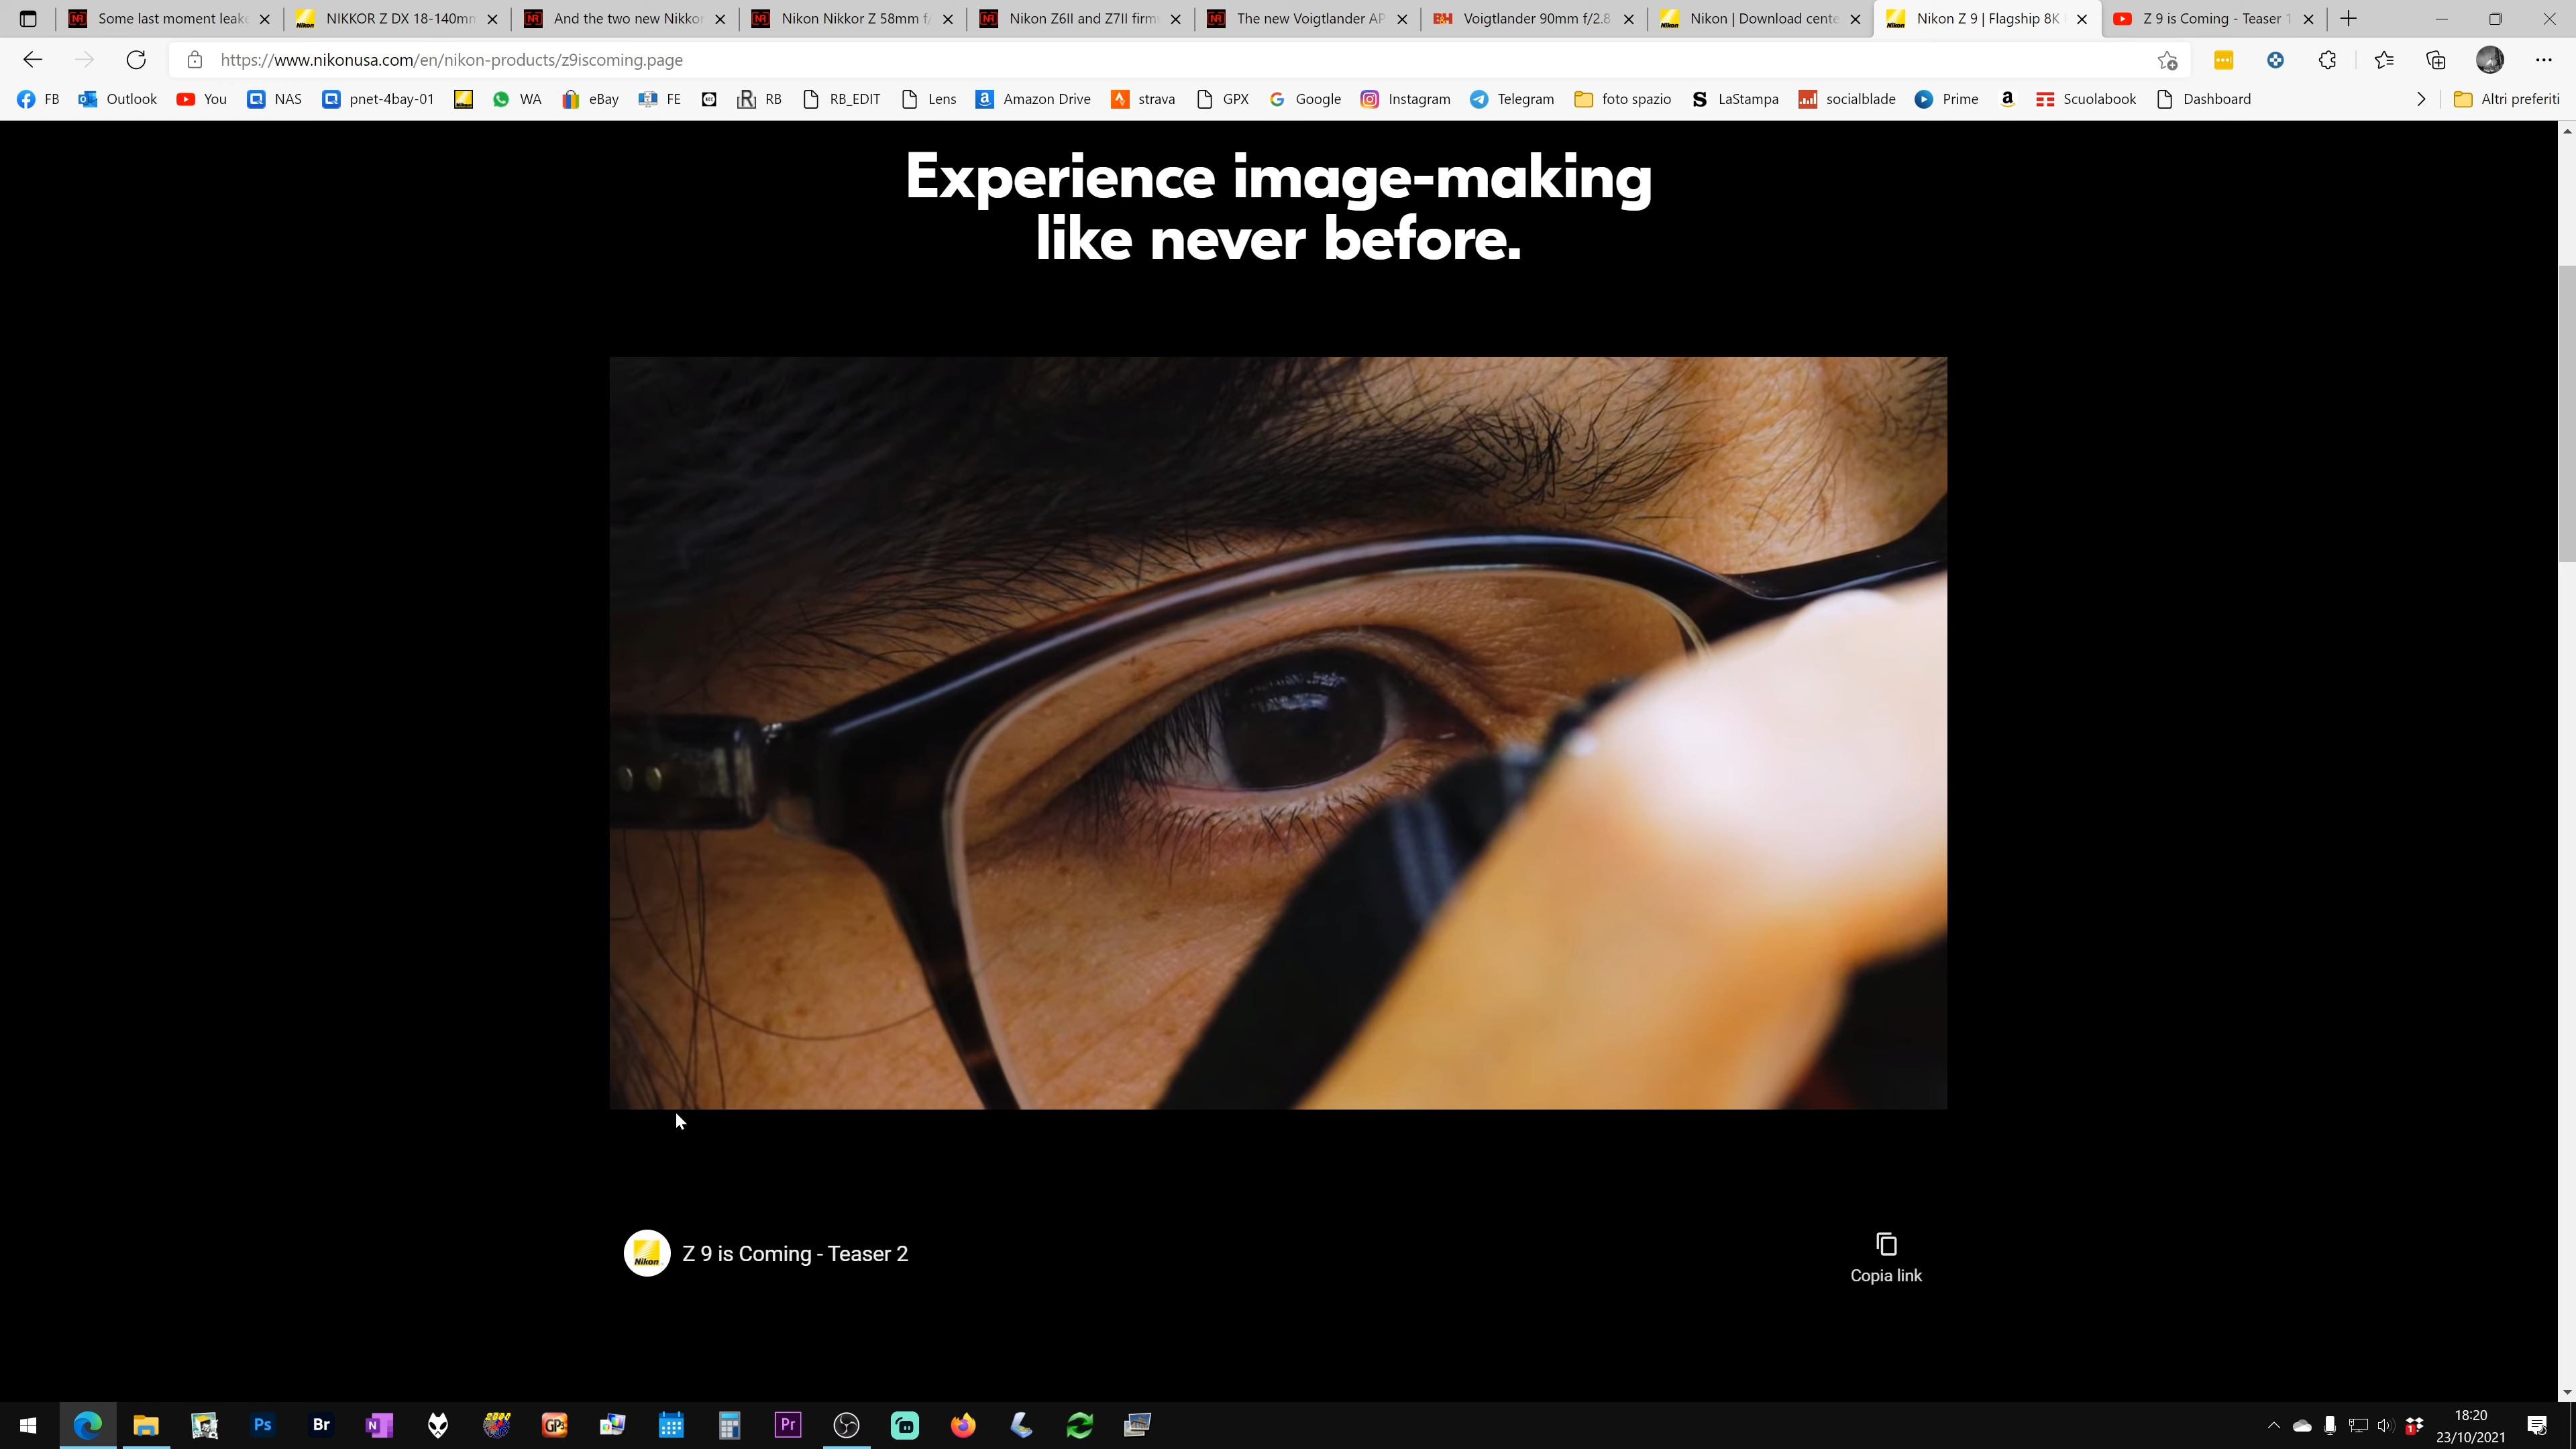 Some last moment leake
NIKKOR Z DX 18-140mm
And the two new Nikkor
Nikon Nikkor Z 58mm f/
Nikon Z6II and Z7II firm
The new Voigtlander AP
Voigtlander 90mm f/2.8
Nikon | Download cente
Nikon Z 9 | Flagship 8K
Z 9 is Coming - Teaser 1
https://www.nikonusa.com/en/nikon-products/z9iscoming.page
FB
Outlook
You
NAS
pnet-4bay-01
WA
eBay
FE
RB
RB_EDIT
Lens
Amazon Drive
strava
GPX
Google
Instagram
Telegram
foto spazio
LaStampa
socialblade
Prime
Scuolabook
Dashboard
Altri preferiti
Experience image-making
like never before.
Nikon
Z 9 is Coming - Teaser 2
Copia link
Ps
Br
N
GP3
Pr
18:20
23/10/2021